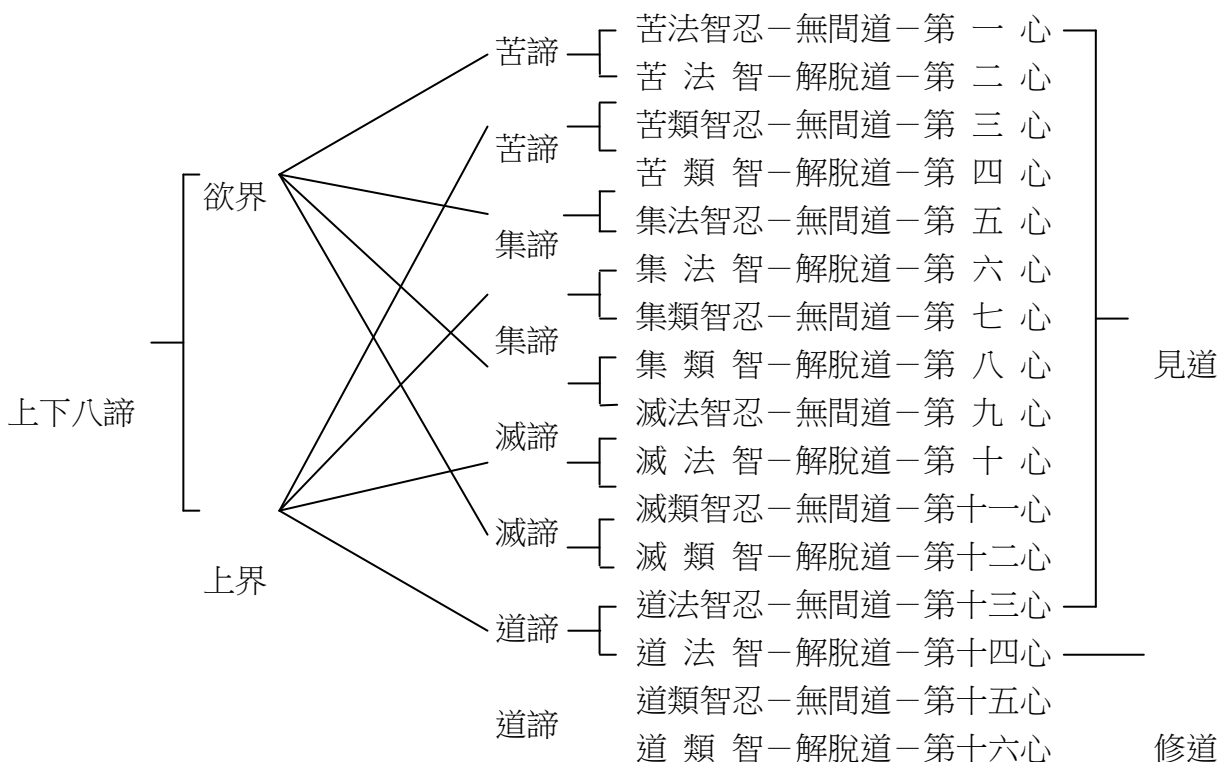 苦法智忍－無間道－第 一 心
苦諦
苦 法 智－解脫道－第 二 心
苦類智忍－無間道－第 三 心
苦諦
苦 類 智－解脫道－第 四 心
欲界
集法智忍－無間道－第 五 心
集諦
集 法 智－解脫道－第 六 心
集類智忍－無間道－第 七 心
集諦
集 類 智－解脫道－第 八 心
見道
上下八諦
滅法智忍－無間道－第 九 心
滅諦
滅 法 智－解脫道－第 十 心
滅類智忍－無間道－第十一心
滅諦
滅 類 智－解脫道－第十二心
上界
道法智忍－無間道－第十三心
道諦
道 法 智－解脫道－第十四心
道類智忍－無間道－第十五心
道諦
道 類 智－解脫道－第十六心
修道